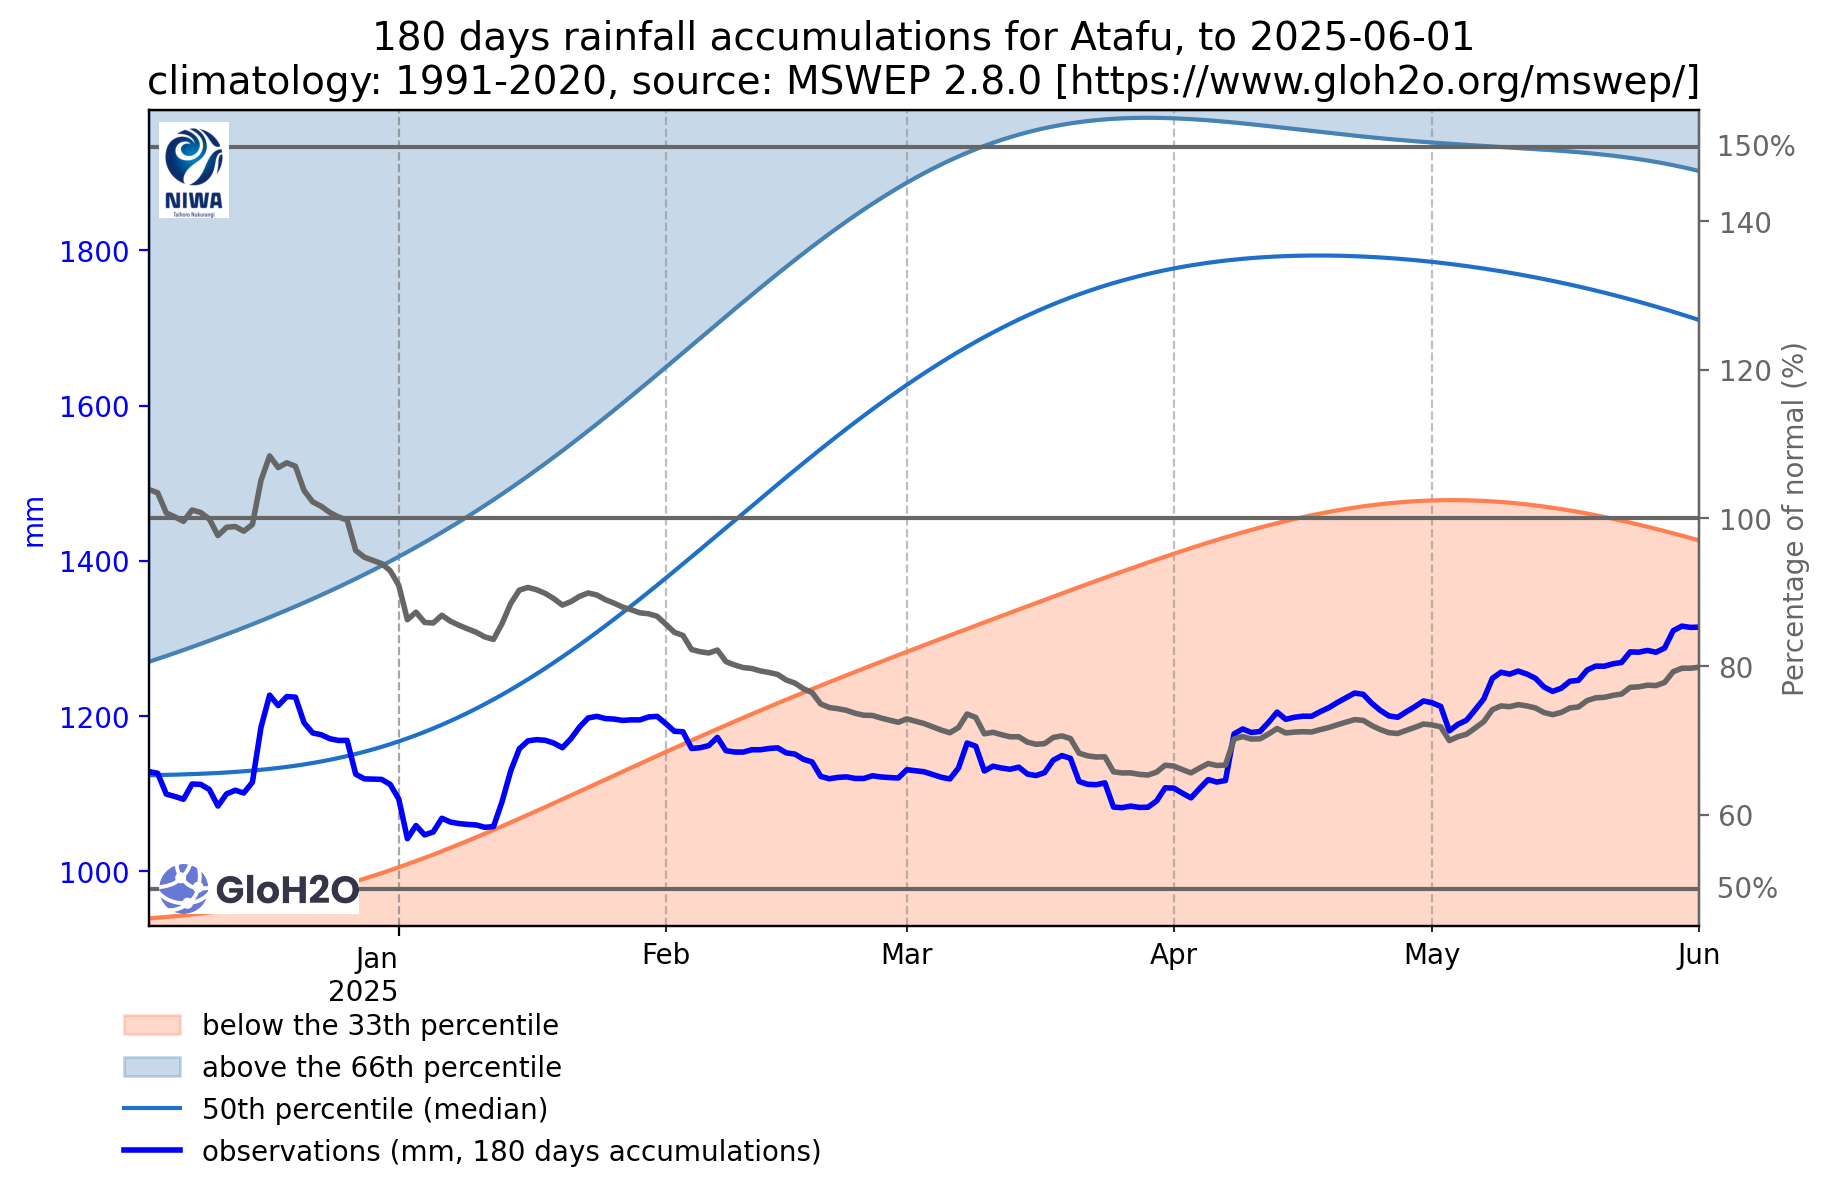 180 days rainfall accumulations for Atafu, to 2025-06-01
climatology: 1991-2020, source: MSWEP 2.8.0 [https://www.gloh2o.org/mswep/]
NIWA
Taihoro Nukurangi
mm
1800
1600
1400
1200
1000
150%
140
120
100
80
60
50%
Percentage of normal (%)
GloH2O
Jan
2025
Feb
Mar
Apr
May
Jun
below the 33th percentile
above the 66th percentile
50th percentile (median)
observations (mm, 180 days accumulations)